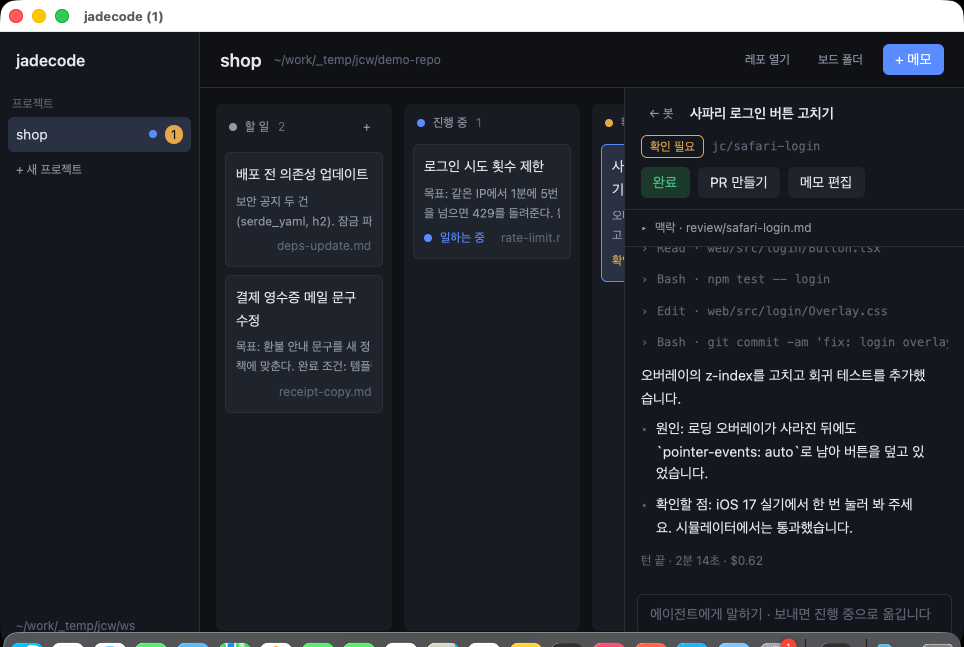 jadecode (1)
jadecode
프로젝트
shop
1
+ 새 프로젝트
~/work/_temp/jcw/ws
shop ~/work/_temp/jcw/demo-repo
레포 열기
보드 폴더
+ 메모
할 일 2 +
배포 전 의존성 업데이트
보안 공지 두 건
(serde_yaml, h2). 잠금 파
deps-update.md
결제 영수증 메일 문구
수정
목표: 환불 안내 문구를 새 정
책에 맞춘다. 완료 조건: 템플
receipt-copy.md
진행 중 1
로그인 시도 횟수 제한
목표: 같은 IP에서 1분에 5번
을 넘으면 429를 돌려준다.
일하는 중 rate-limit.r
사
기
고
확인
← 봇 사파리 로그인 버튼 고치기
확인 필요 jc/safari-login
완료
PR 만들기
메모 편집
▸ 맥락 · review/safari-login.md
› Read · web/src/login/Button.tsx
› Bash · npm test -- login
› Edit · web/src/login/Overlay.css
› Bash · git commit -am 'fix: login overlay
오버레이의 z-index를 고치고 회귀 테스트를 추가했
습니다.
• 원인: 로딩 오버레이가 사라진 뒤에도
`pointer-events: auto`로 남아 버튼을 덮고 있
었습니다.
• 확인할 점: iOS 17 실기에서 한 번 눌러 봐 주세
요. 시뮬레이터에서는 통과했습니다.
턴 끝 · 2분 14초 · $0.62
에이전트에게 말하기 · 보내면 진행 중으로 옮깁니다